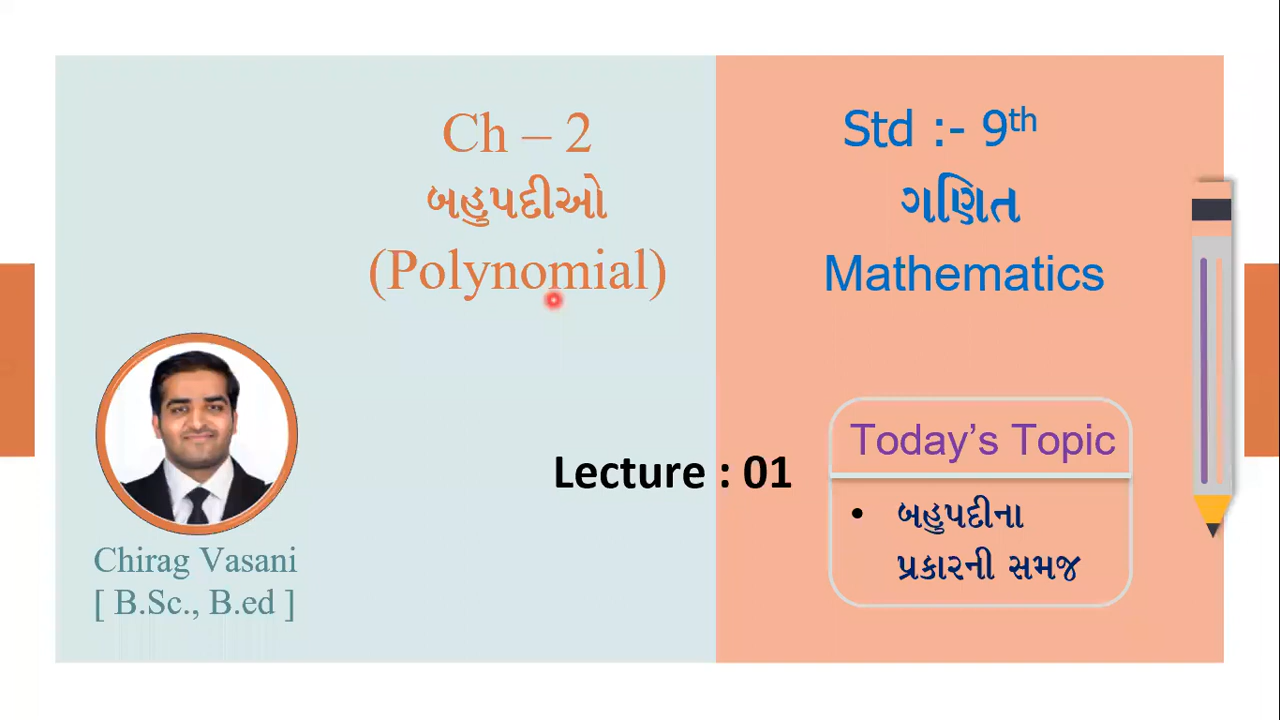 Ch – 2
બહુપદીઓ
(Polynomial)
Std :- 9th
ગણિત
Mathematics
Lecture : 01
Today's Topic
• બહુપદીના
પ્રકારની સમજ
Chirag Vasani
[ B.Sc., B.ed ]